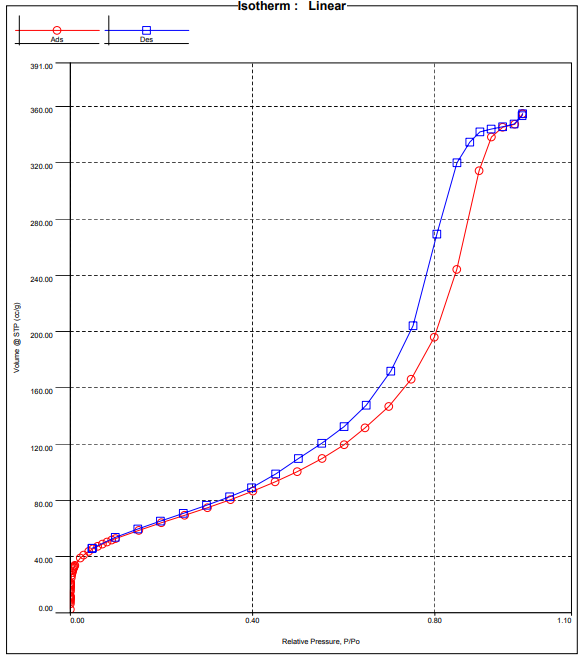 Isotherm : Linear
Ads Des
391.00
360.00
320.00
280.00
240.00
200.00
160.00
120.00
80.00
40.00
0.00
Volume @ STP (cc/g)
0.00 0.40 0.80 1.10
Relative Pressure, P/Po